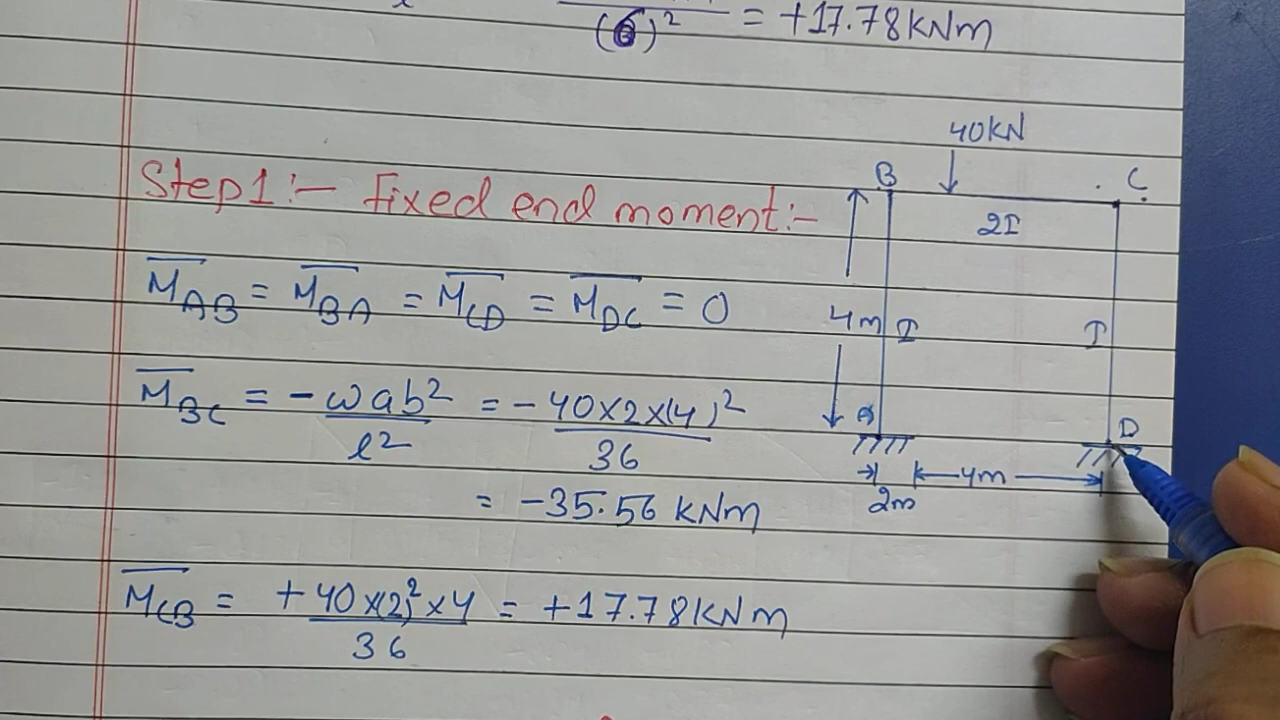 (6)² = +17.78 kNm
Step1:- Fixed end moment:-
M̅AB = M̅BA = M̅CD = M̅DC = 0
M̅BC = -wab² / l² = -40×2×(4)² / 36
= -35.56 kNm
M̅CB = +40×(2)²×4 / 36 = +17.78 kNm
40KN
B
C
2I
4m
I
I
A
D
2m
4m